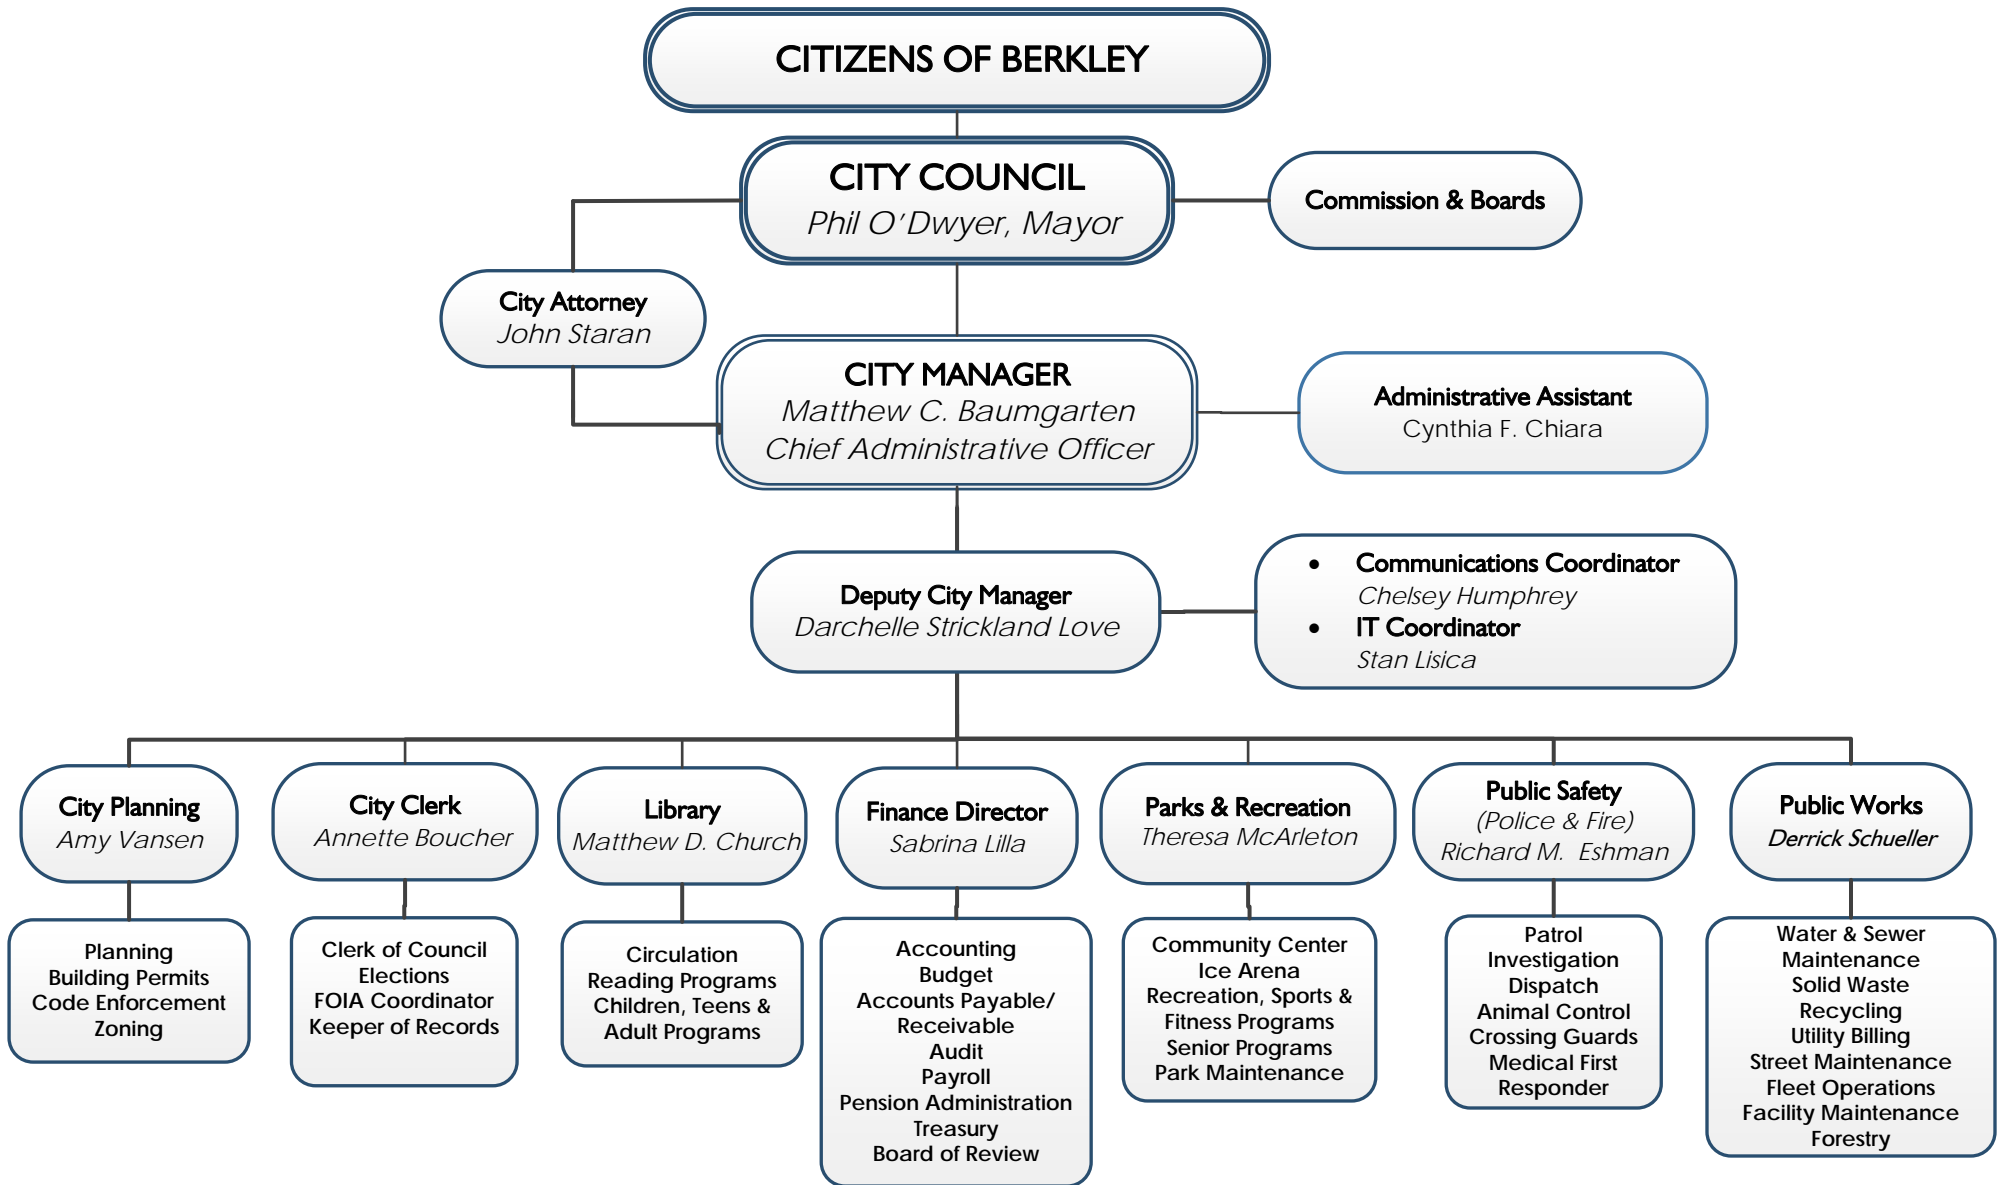 CITIZENS OF BERKLEY
CITY COUNCIL
Phil O'Dwyer, Mayor
Commission & Boards
City Attorney
John Staran
CITY MANAGER
Matthew C. Baumgarten
Chief Administrative Officer
Administrative Assistant
Cynthia F. Chiara
Deputy City Manager
Darchelle Strickland Love
• Communications Coordinator
Chelsey Humphrey
• IT Coordinator
Stan Lisica
City Planning
Amy Vansen
City Clerk
Annette Boucher
Library
Matthew D. Church
Finance Director
Sabrina Lilla
Parks & Recreation
Theresa McArleton
Public Safety
(Police & Fire)
Richard M. Eshman
Public Works
Derrick Schueller
Planning
Building Permits
Code Enforcement
Zoning
Clerk of Council
Elections
FOIA Coordinator
Keeper of Records
Circulation
Reading Programs
Children, Teens &
Adult Programs
Accounting
Budget
Accounts Payable/
Receivable
Audit
Payroll
Pension Administration
Treasury
Board of Review
Community Center
Ice Arena
Recreation, Sports &
Fitness Programs
Senior Programs
Park Maintenance
Patrol
Investigation
Dispatch
Animal Control
Crossing Guards
Medical First
Responder
Water & Sewer
Maintenance
Solid Waste
Recycling
Utility Billing
Street Maintenance
Fleet Operations
Facility Maintenance
Forestry